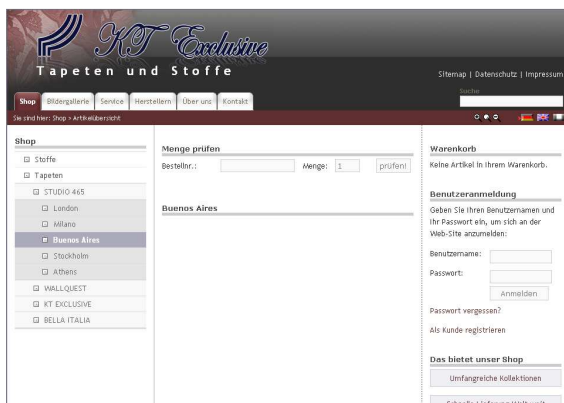 KT Exclusive
Tapeten und Stoffe
Sitemap | Datenschutz | Impressum
Suche
Shop Bildergallerie Service Herstellern Über uns Kontakt
Sie sind hier: Shop > Artikelübersicht
Shop
Stoffe
Tapeten
STUDIO 465
London
Milano
Buenos Aires
Stockholm
Athens
WALLQUEST
KT EXCLUSIVE
BELLA ITALIA
Menge prüfen
Bestellnr.: Menge: 1 prüfen!
Buenos Aires
Warenkorb
Keine Artikel in Ihrem Warenkorb.
Benutzeranmeldung
Geben Sie Ihren Benutzernamen und
Ihr Passwort ein, um sich an der
Web-Site anzumelden:
Benutzername:
Passwort:
Anmelden
Passwort vergessen?
Als Kunde registrieren
Das bietet unser Shop
Umfangreiche Kollektionen
Schnelle Lieferung Weltweit